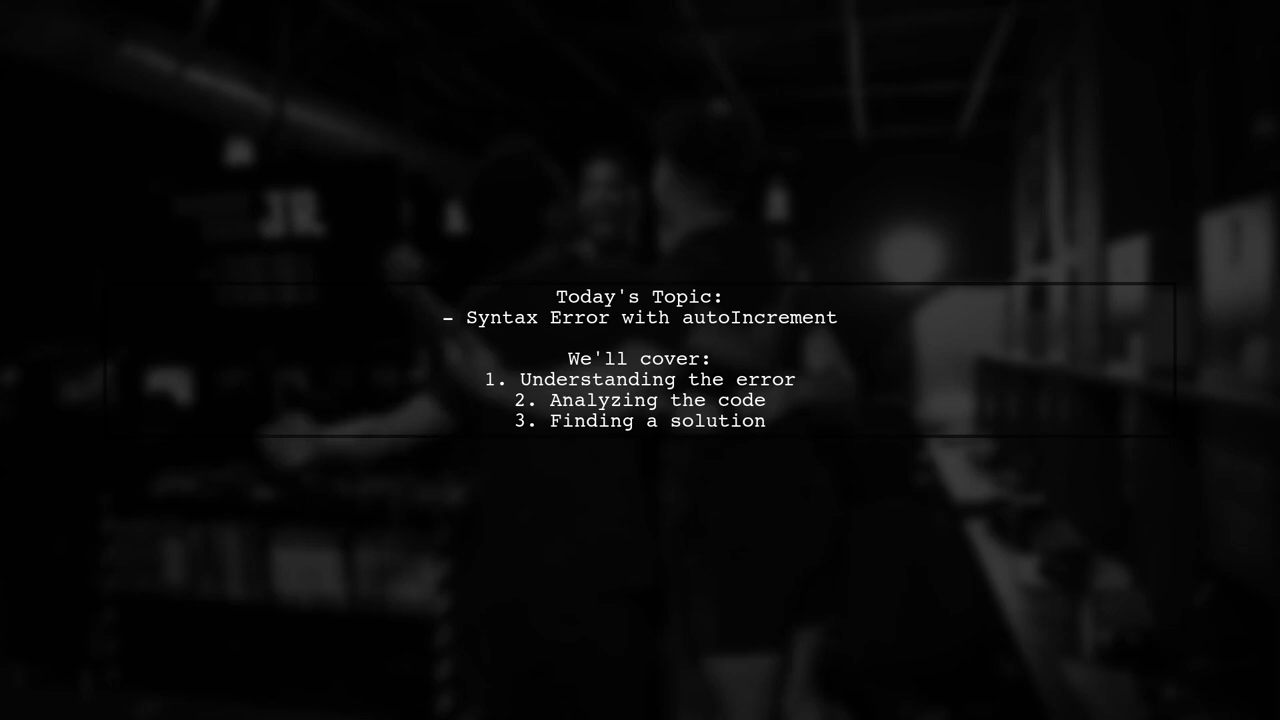 Today's Topic:
– Syntax Error with autoIncrement
We'll cover:
1. Understanding the error
2. Analyzing the code
3. Finding a solution